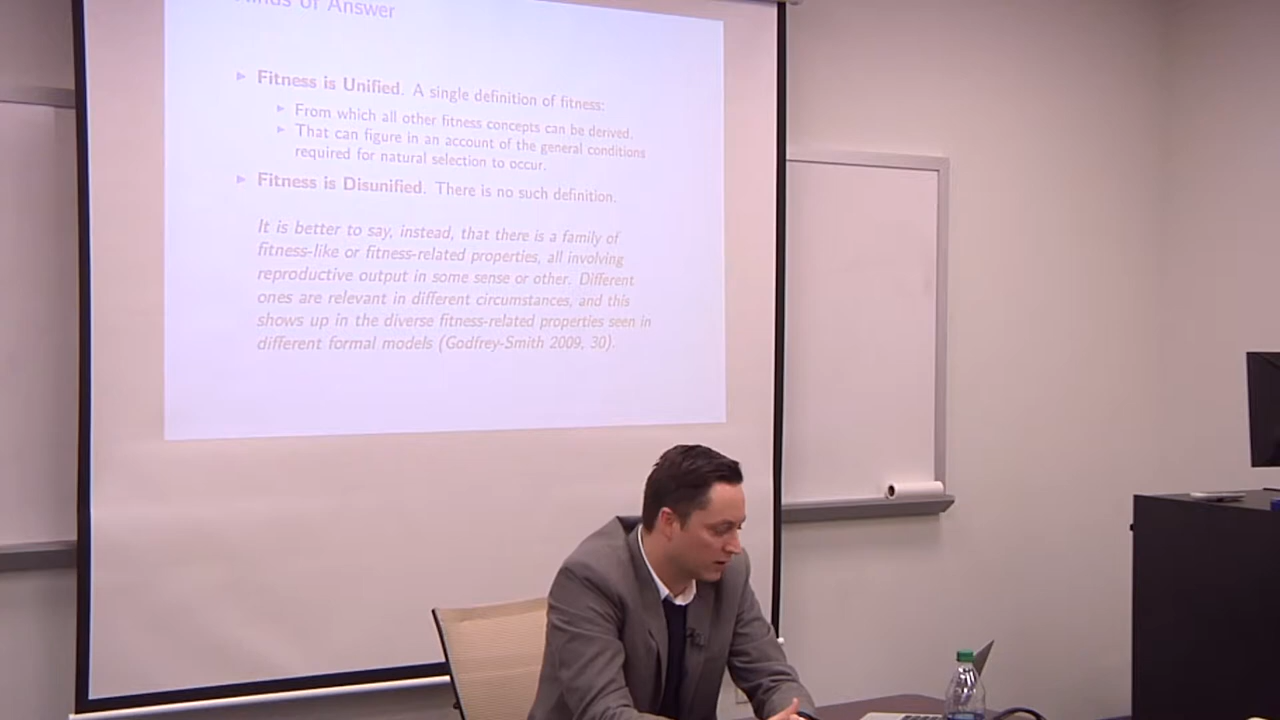 Kinds of Answer
Fitness is Unified. A single definition of fitness:
From which all other fitness concepts can be derived.
That can figure in an account of the general conditions
required for natural selection to occur.
Fitness is Disunified. There is no such definition.
It is better to say, instead, that there is a family of
fitness-like or fitness-related properties, all involving
reproductive output in some sense or other. Different
ones are relevant in different circumstances, and this
shows up in the diverse fitness-related properties seen in
different formal models (Godfrey-Smith 2009, 30).